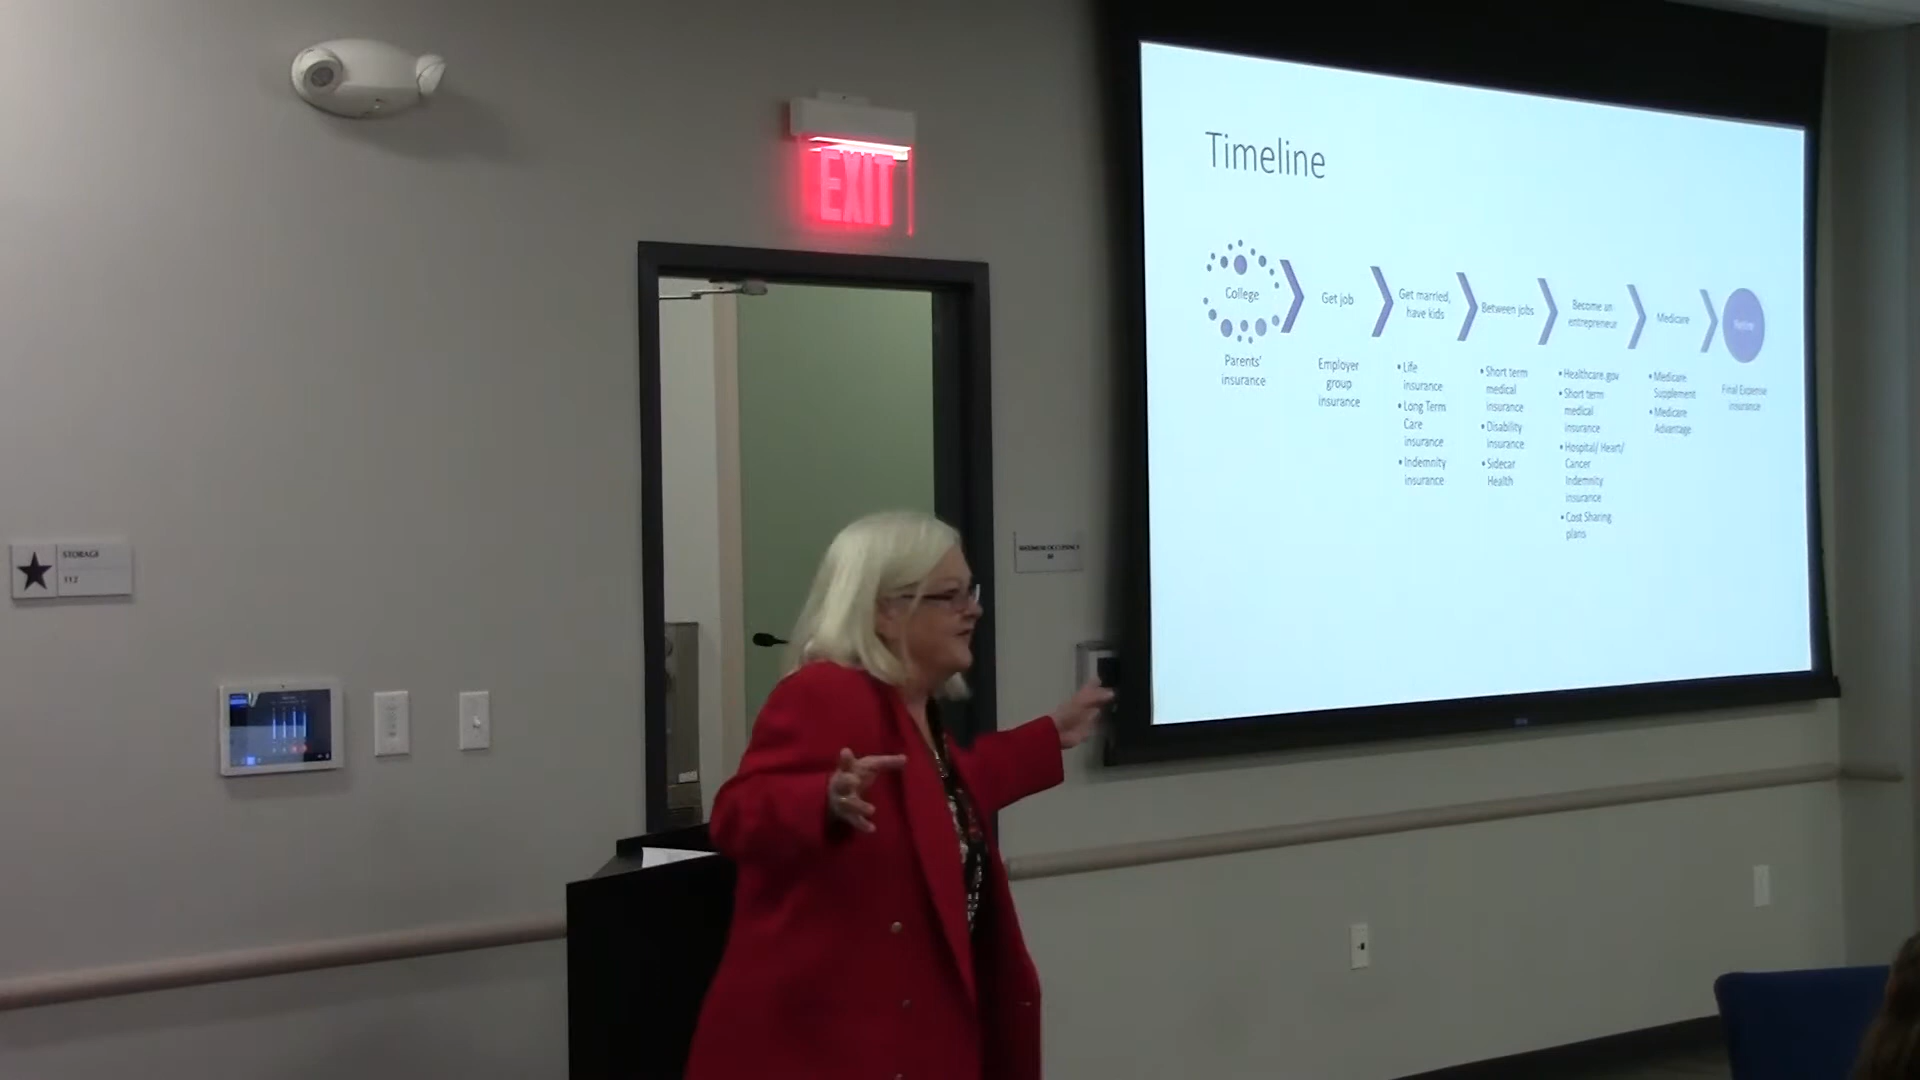 EXIT
Timeline
College
Get job
Get married,
have kids
Between jobs
Become an
entrepreneur
Medicare
Retire
Parents'
insurance
Employer
group
insurance
• Life
insurance
• Long Term
Care
insurance
• Indemnity
insurance
• Short term
medical
insurance
• Disability
insurance
• Sidecar
Health
• Healthcare.gov
• Short term
medical
insurance
• Hospital/ Heart/
Cancer
Indemnity
insurance
• Cost Sharing
plans
• Medicare
Supplement
• Medicare
Advantage
Final Expense
insurance
STORAGE
112
MAXIMUM OCCUPANCY